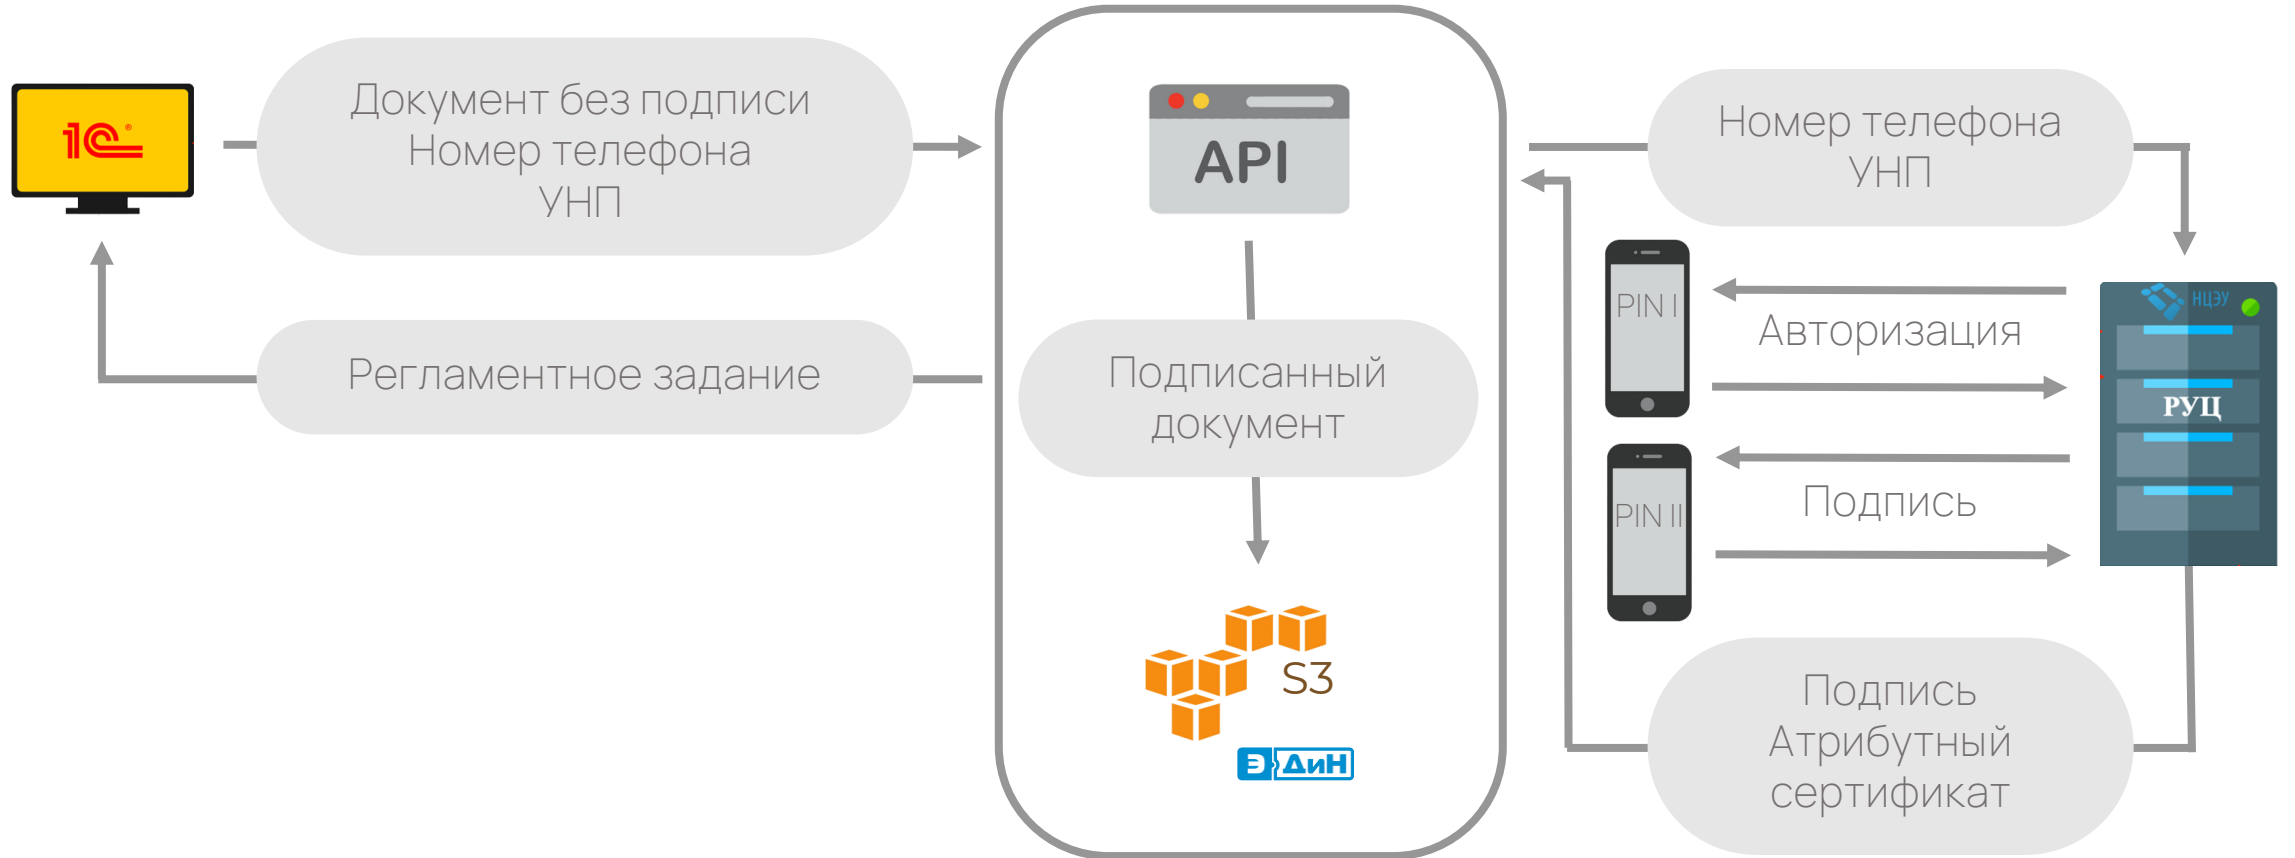 1С®
Документ без подписи
Номер телефона
УНП
Регламентное задание
API
Подписанный
документ
S3
ЭДиН
Номер телефона
УНП
PIN I
Авторизация
PIN II
Подпись
НЦЭУ
РУЦ
Подпись
Атрибутный
сертификат